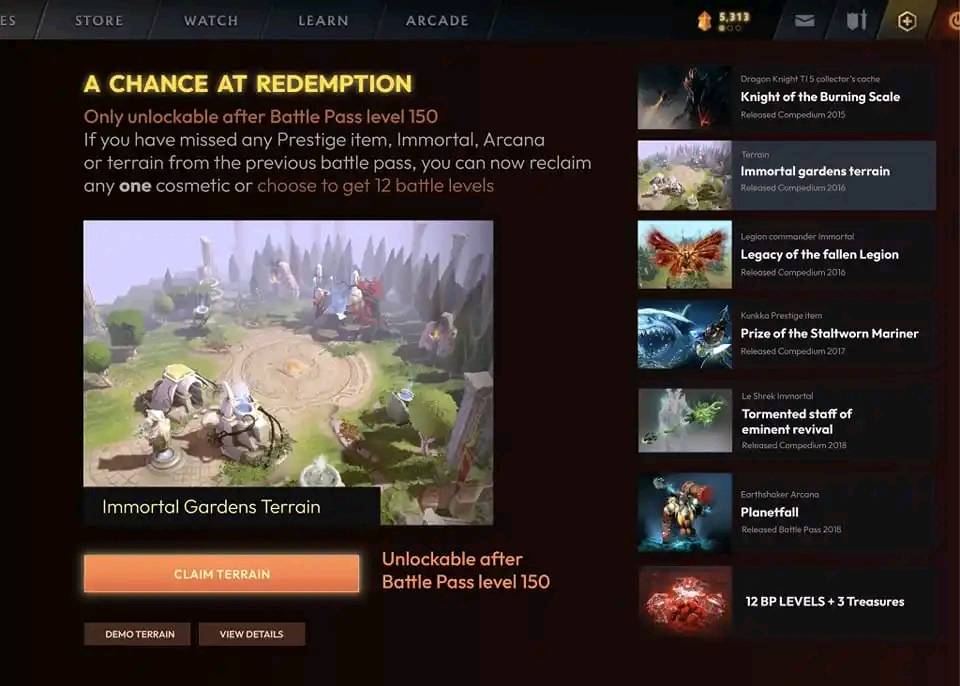 ES
STORE
WATCH
LEARN
ARCADE
5,313
A CHANCE AT REDEMPTION
Only unlockable after Battle Pass level 150
If you have missed any Prestige item, Immortal, Arcana
or terrain from the previous battle pass, you can now reclaim
any one cosmetic or choose to get 12 battle levels
Immortal Gardens Terrain
CLAIM TERRAIN
Unlockable after
Battle Pass level 150
DEMO TERRAIN
VIEW DETAILS
Dragon Knight TI 5 collector's cache
Knight of the Burning Scale
Released Compedium 2015
Terrain
Immortal gardens terrain
Released Compedium 2016
Legion commander Immortal
Legacy of the fallen Legion
Released Compedium 2016
Kunkka Prestige item
Prize of the Staltworn Mariner
Released Compedium 2017
Le Shrek Immortal
Tormented staff of
eminent revival
Released Compedium 2018
Earthshaker Arcana
Planetfall
Released Battle Pass 2018
12 BP LEVELS + 3 Treasures